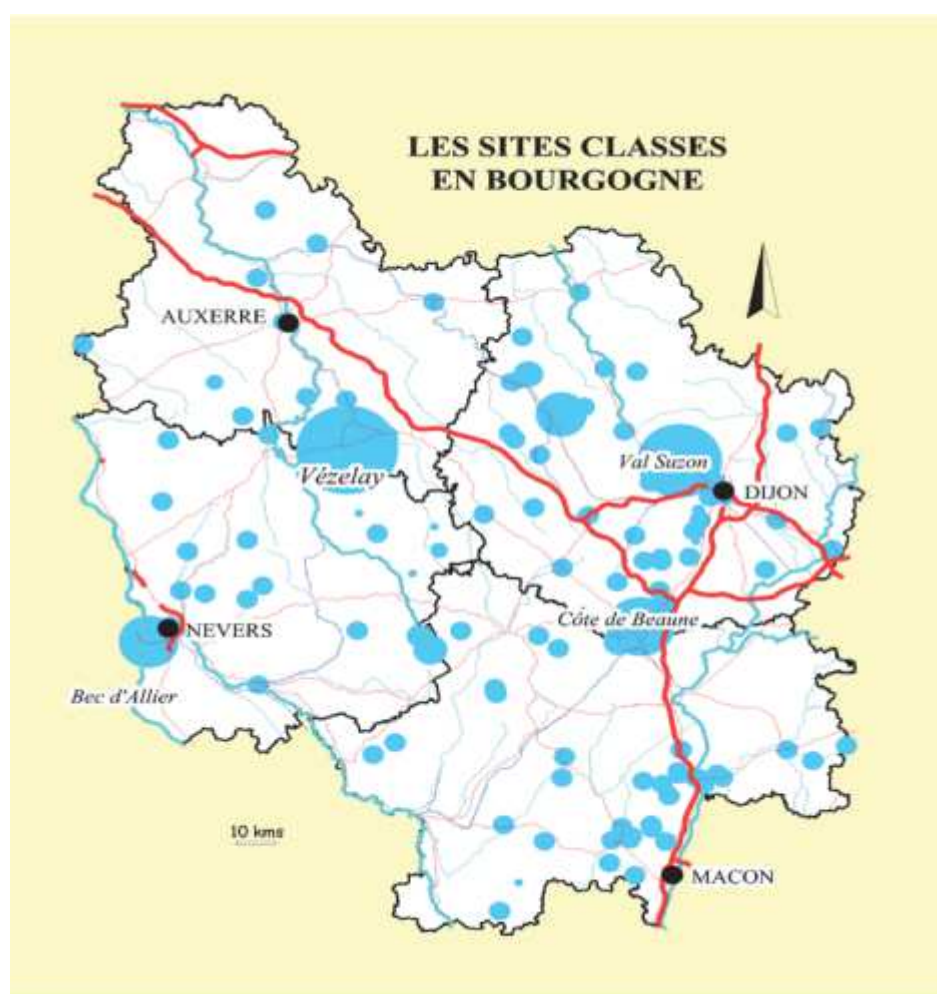 LES SITES CLASSES
EN BOURGOGNE
AUXERRE
Vézelay
Val Suzon
DIJON
Côte de Beaune
NEVERS
Bec d'Allier
10 kms
MACON